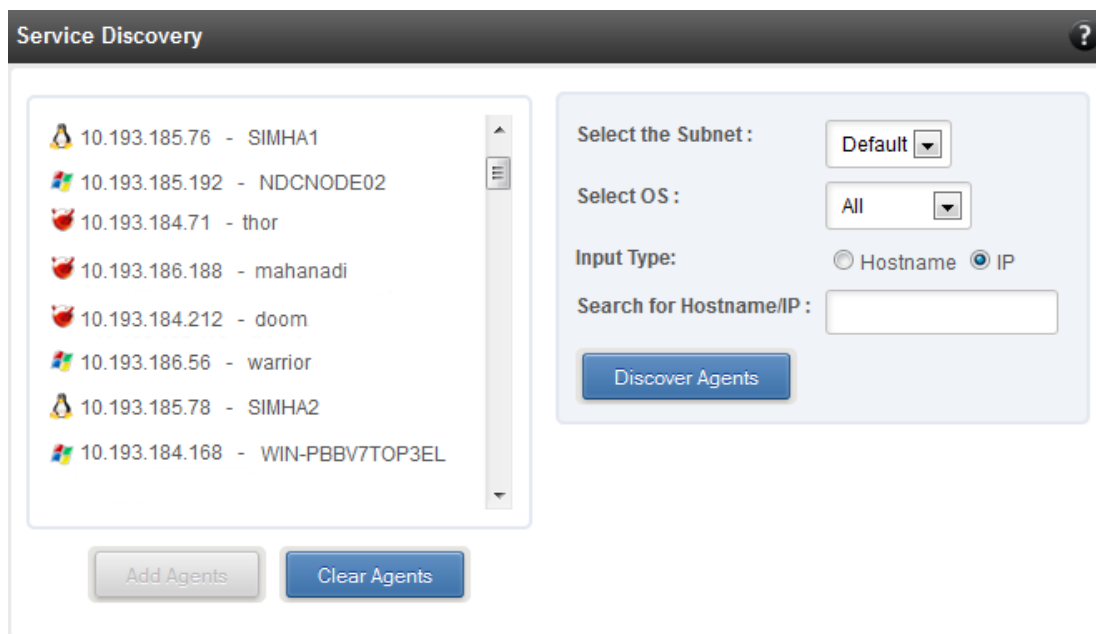 Service Discovery ?
10.193.185.76 - SIMHA1
10.193.185.192 - NDCNODE02
10.193.184.71 - thor
10.193.186.188 - mahanadi
10.193.184.212 - doom
10.193.186.56 - warrior
10.193.185.78 - SIMHA2
10.193.184.168 - WIN-PBBV7TOP3EL
Add Agents Clear Agents
Select the Subnet : Default
Select OS : All
Input Type: Hostname IP
Search for Hostname/IP :
Discover Agents